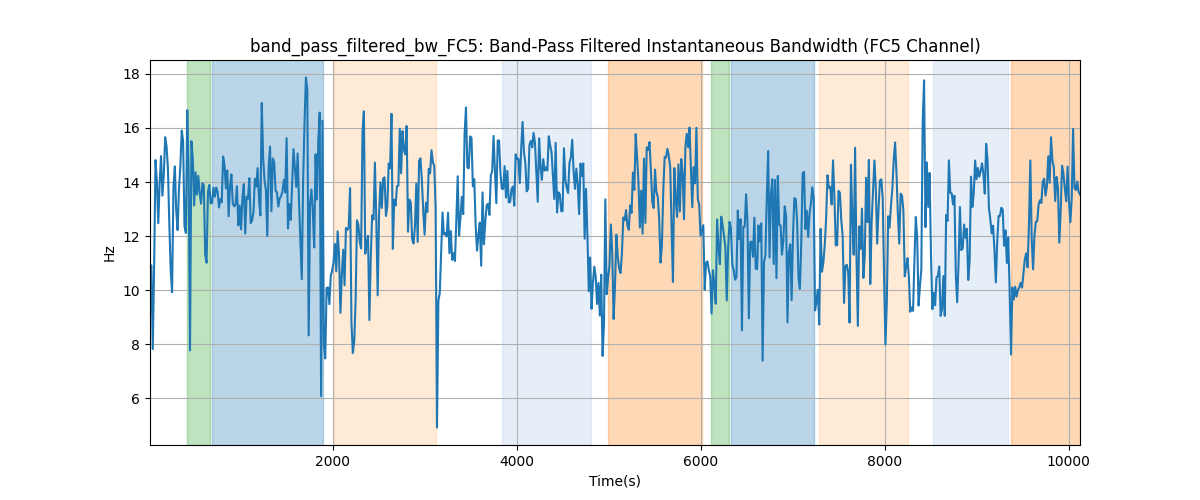 band_pass_filtered_bw_FC5: Band-Pass Filtered Instantaneous Bandwidth (FC5 Channel)
18
16
14
12
10
8
6
Hz
2000 4000 6000 8000 10000
Time(s)